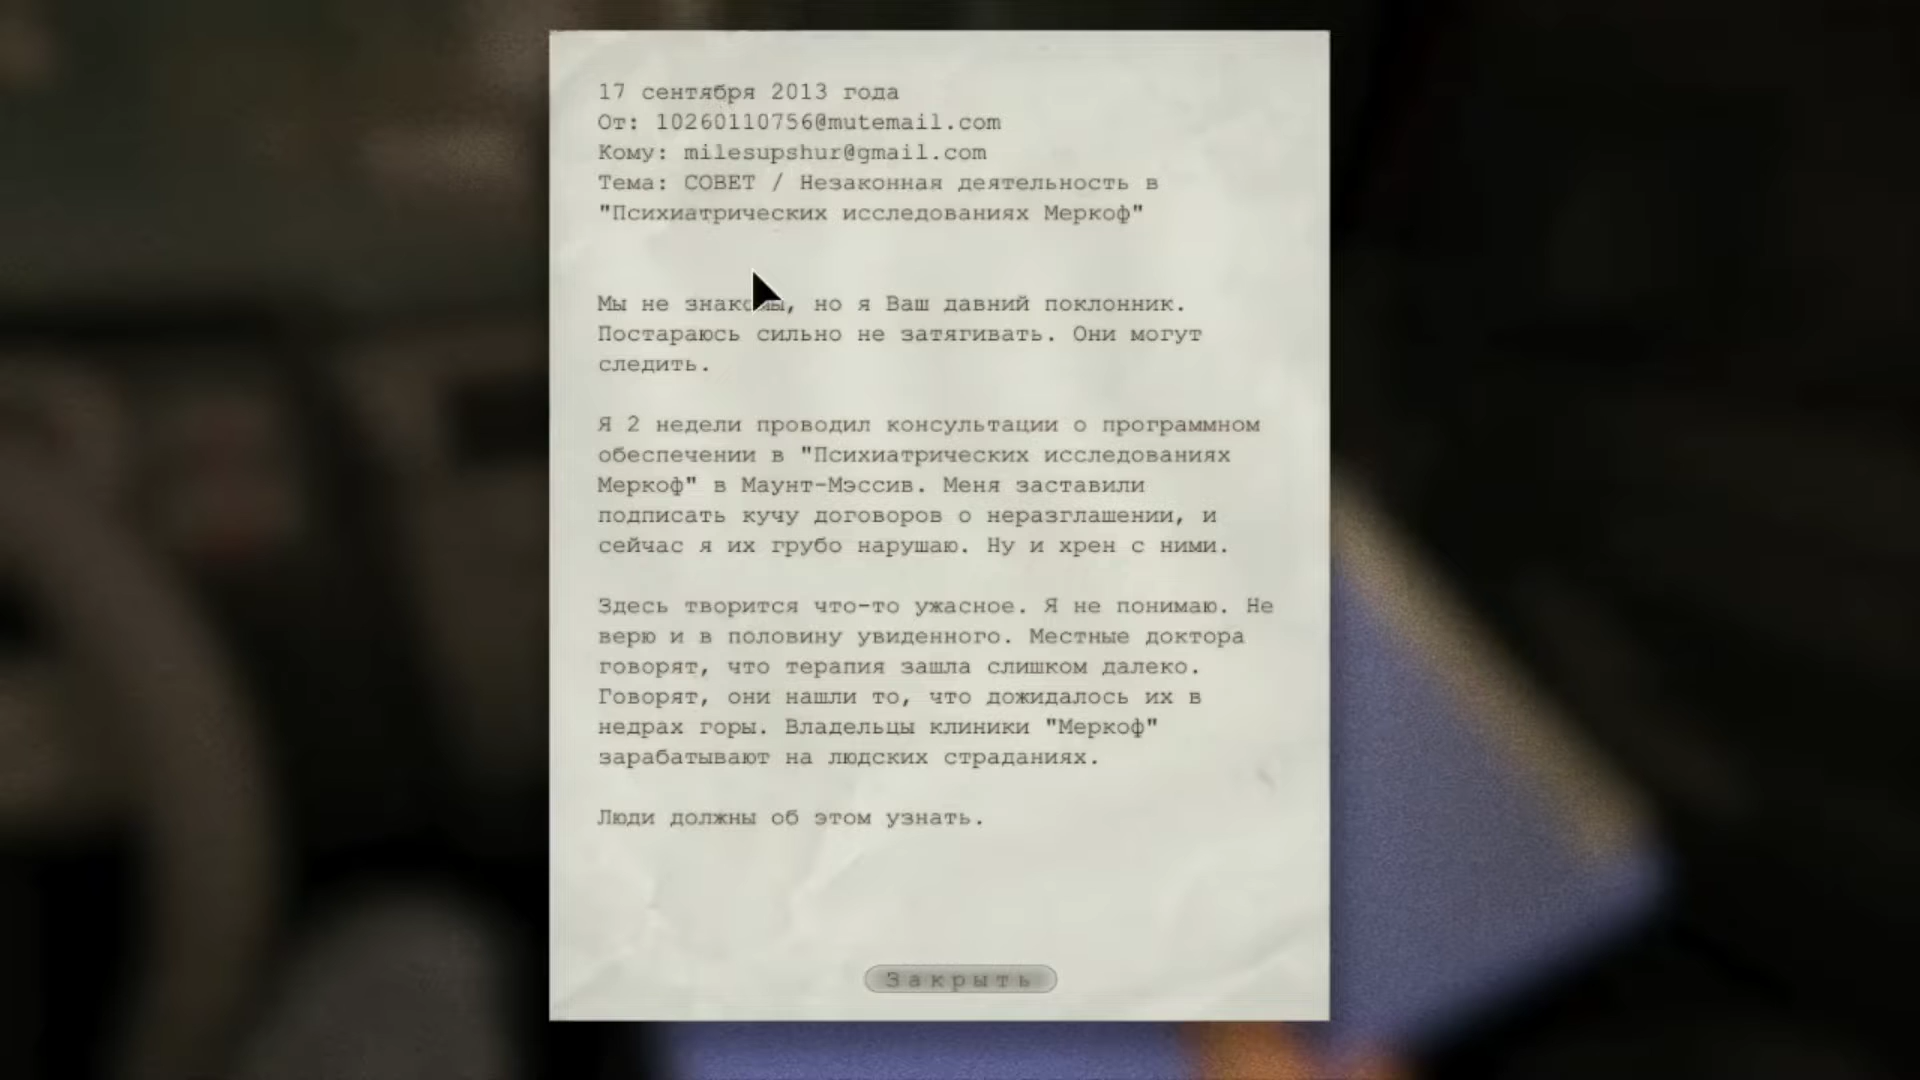 17 сентября 2013 года
От: 10260110756@mutemail.com
Кому: milesupshur@gmail.com
Тема: СОВЕТ / Незаконная деятельность в
"Психиатрических исследованиях Меркоф"
Мы не знакомы, но я Ваш давний поклонник.
Постараюсь сильно не затягивать. Они могут
следить.
Я 2 недели проводил консультации о программном
обеспечении в "Психиатрических исследованиях
Меркоф" в Маунт-Мэссив. Меня заставили
подписать кучу договоров о неразглашении, и
сейчас я их грубо нарушаю. Ну и хрен с ними.
Здесь творится что-то ужасное. Я не понимаю. Не
верю и в половину увиденного. Местные доктора
говорят, что терапия зашла слишком далеко.
Говорят, они нашли то, что дожидалось их в
недрах горы. Владельцы клиники "Меркоф"
зарабатывают на людских страданиях.
Люди должны об этом узнать.
Закрыть